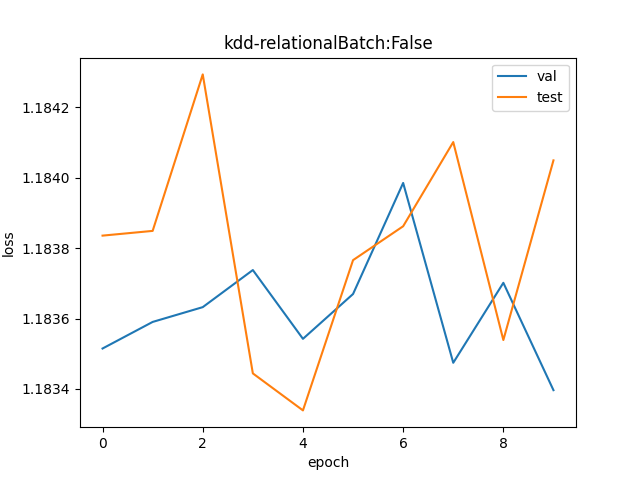 kdd-relationalBatch:False
val
test
loss
1.1842
1.1840
1.1838
1.1836
1.1834
0 2 4 6 8
epoch